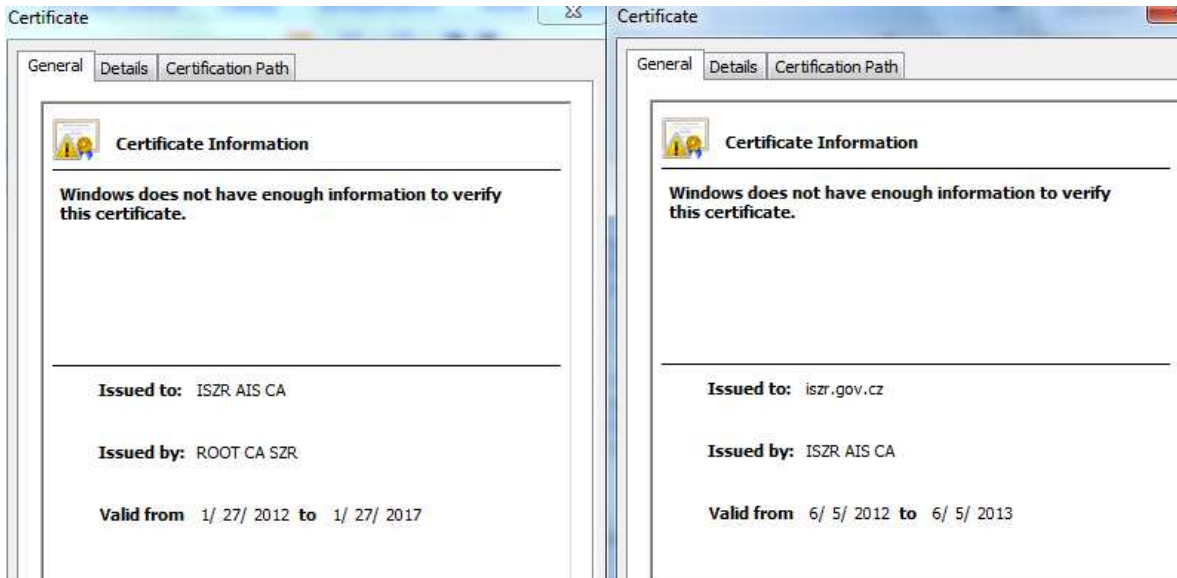 Certificate
General Details Certification Path
Certificate Information
Windows does not have enough information to verify
this certificate.
Issued to: ISZR AIS CA
Issued by: ROOT CA SZR
Valid from 1/ 27/ 2012 to 1/ 27/ 2017
Certificate
General Details Certification Path
Certificate Information
Windows does not have enough information to verify
this certificate.
Issued to: iszr.gov.cz
Issued by: ISZR AIS CA
Valid from 6/ 5/ 2012 to 6/ 5/ 2013